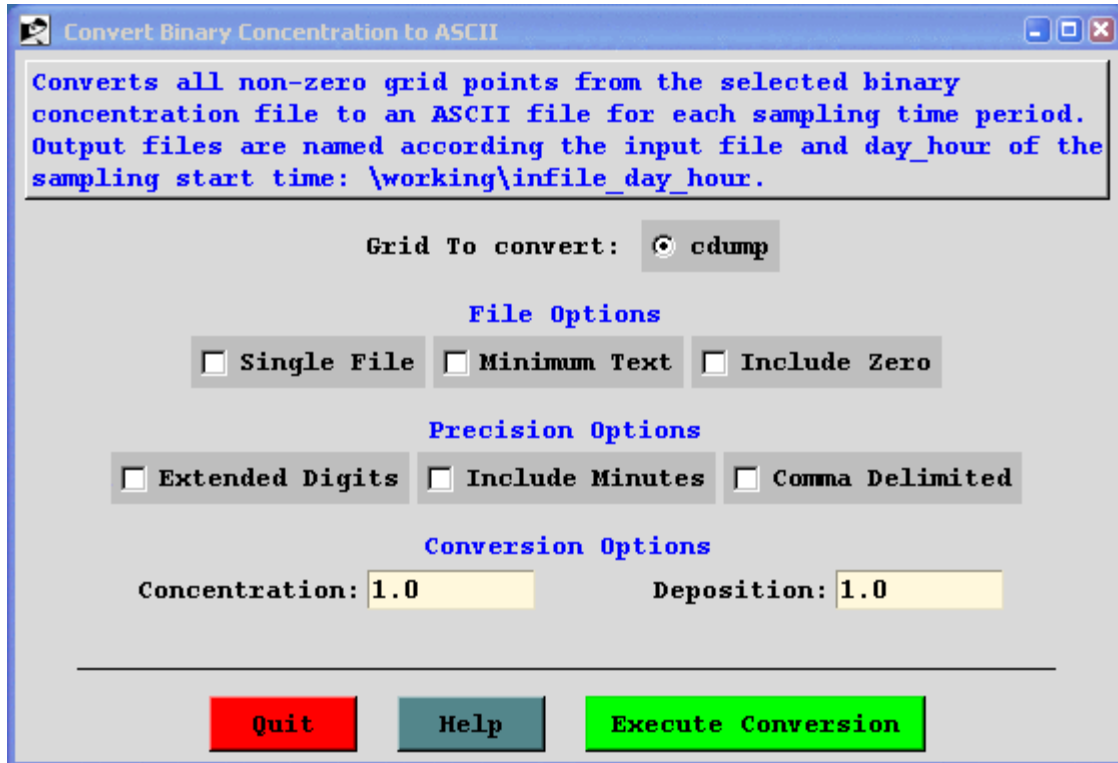 Convert Binary Concentration to ASCII
Converts all non-zero grid points from the selected binary
concentration file to an ASCII file for each sampling time period.
Output files are named according the input file and day_hour of the
sampling start time: \working\infile_day_hour.
Grid To convert: cdump
File Options
Single File Minimum Text Include Zero
Precision Options
Extended Digits Include Minutes Comma Delimited
Conversion Options
Concentration: 1.0 Deposition: 1.0
Quit Help Execute Conversion